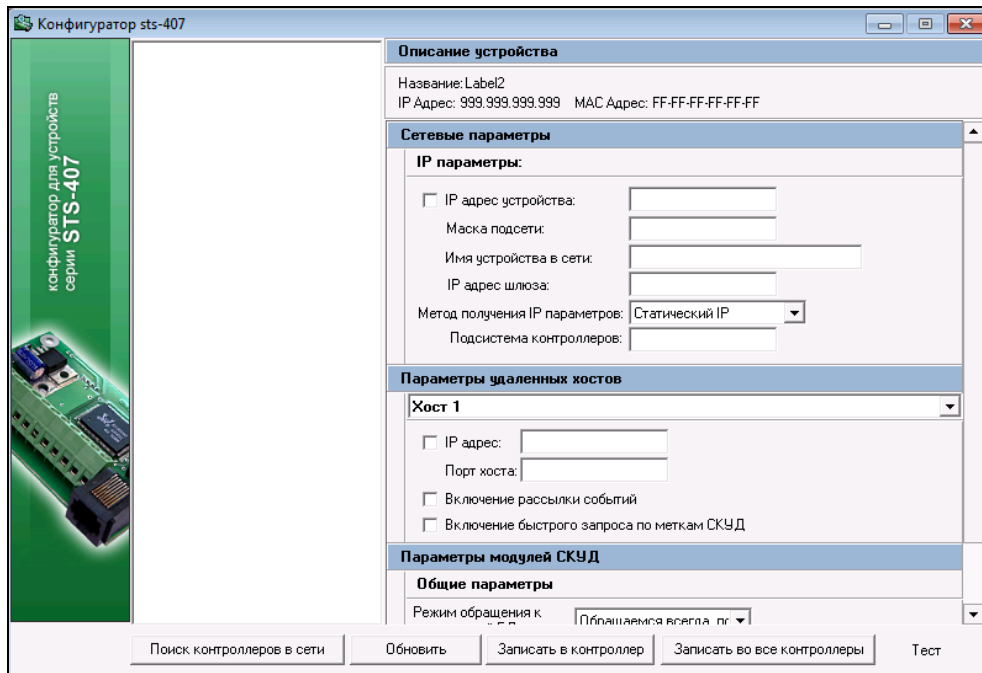 Конфигуратор sts-407
конфигуратор для устройств
серии STS-407
Описание устройства
Название: Label2
IP Адрес: 999.999.999.999 MAC Адрес: FF-FF-FF-FF-FF-FF
Сетевые параметры
IP параметры:
IP адрес устройства:
Маска подсети:
Имя устройства в сети:
IP адрес шлюза:
Метод получения IP параметров: Статический IP
Подсистема контроллеров:
Параметры удаленных хостов
Хост 1
IP адрес:
Порт хоста:
Включение рассылки событий
Включение быстрого запроса по меткам СКУД
Параметры модулей СКУД
Общие параметры
Режим обращения к
Обращаемся всегда,
Поиск контроллеров в сети Обновить Записать в контроллер Записать во все контроллеры Тест